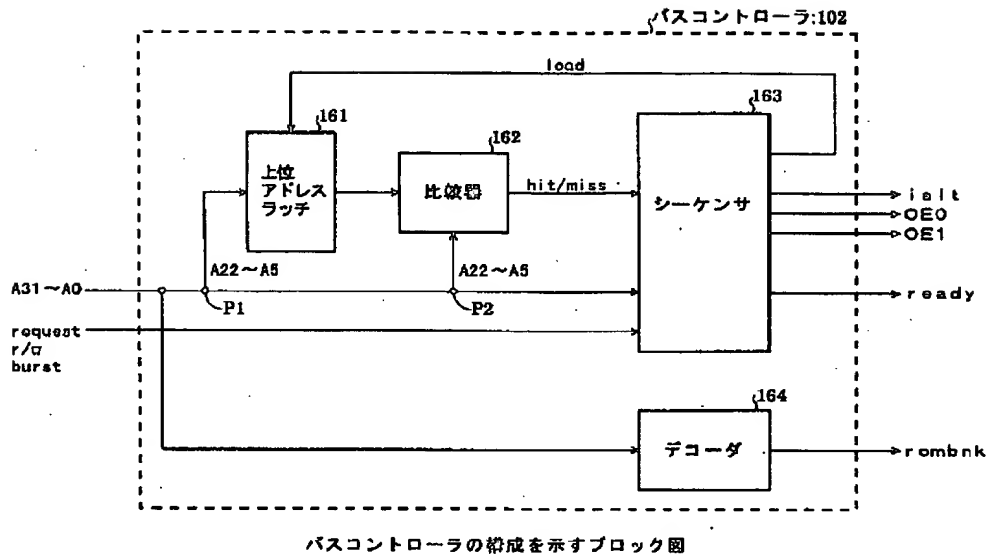 バスコントローラ:102
load
161
上位
アドレス
ラッチ
162
比較器
hit/miss
163
シーケンサ
ialt
OE0
OE1
ready
A22～A5
A22～A5
A31～A0
P1
P2
request
burst
164
デコーダ
rombnk
バスコントローラの構成を示すブロック図